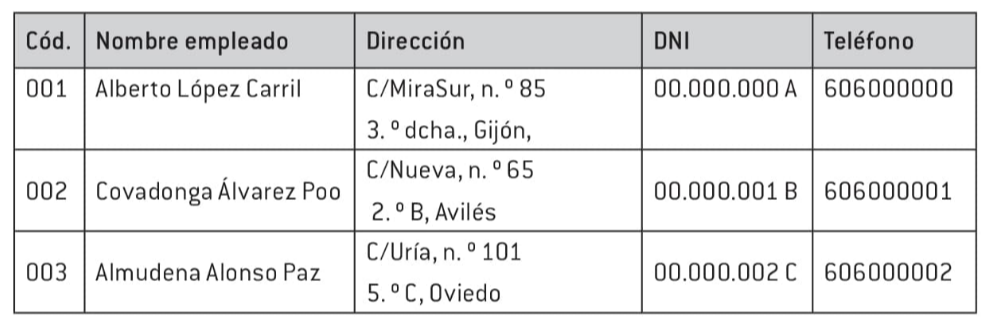 Cód. Nombre empleado Dirección DNI Teléfono
001 Alberto López Carril C/MiraSur, n. º 85 00.000.000 A 606000000
3. º dcha., Gijón,
C/Nueva, n. º 65
002 Covadonga Álvarez Poo 00.000.001 B 606000001
2. º B, Avilés
C/Uría, n. º 101
003 Almudena Alonso Paz 00.000.002 C 606000002
5. º C, Oviedo